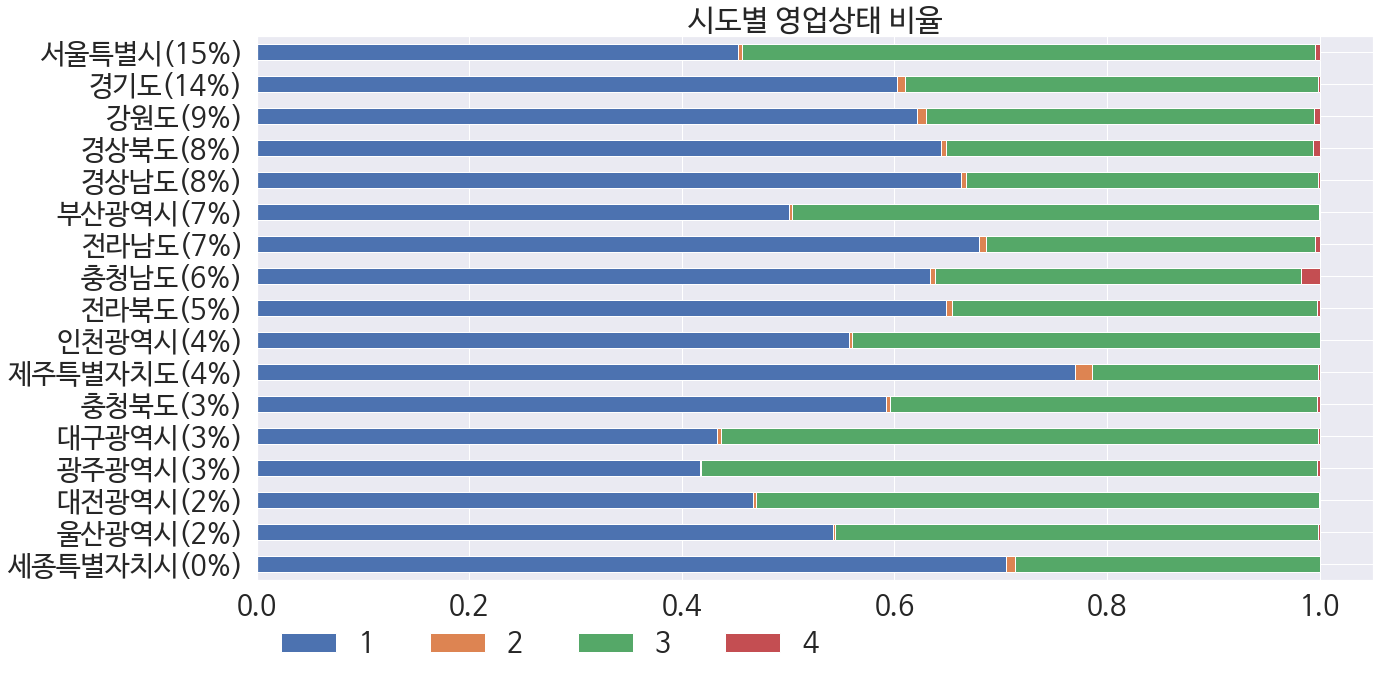 시도별 영업상태 비율
서울특별시(15%)
경기도(14%)
강원도(9%)
경상북도(8%)
경상남도(8%)
부산광역시(7%)
전라남도(7%)
충청남도(6%)
전라북도(5%)
인천광역시(4%)
제주특별자치도(4%)
충청북도(3%)
대구광역시(3%)
광주광역시(3%)
대전광역시(2%)
울산광역시(2%)
세종특별자치시(0%)
0.0 0.2 0.4 0.6 0.8 1.0
1 2 3 4